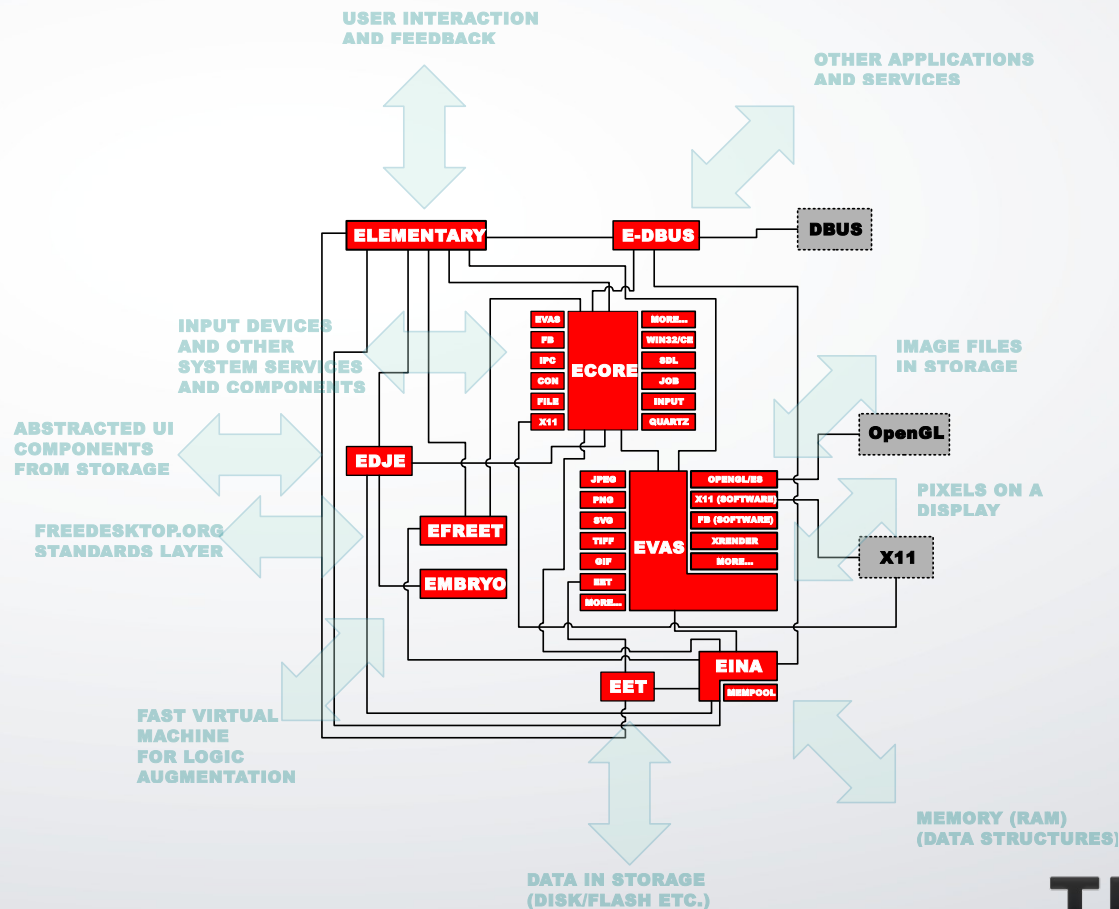 USER INTERACTION
AND FEEDBACK
OTHER APPLICATIONS
AND SERVICES
ELEMENTARY
E-DBUS
DBUS
INPUT DEVICES
AND OTHER
SYSTEM SERVICES
AND COMPONENTS
EVAS
FB
IPC
CON
FILE
X11
ECORE
MORE...
WIN32/CE
SDL
JOB
INPUT
QUARTZ
IMAGE FILES
IN STORAGE
ABSTRACTED UI
COMPONENTS
FROM STORAGE
EDJE
OpenGL
JPEG
PNG
SVG
TIFF
GIF
EET
MORE...
EVAS
OPENGL/ES
X11 (SOFTWARE)
FB (SOFTWARE)
XRENDER
MORE...
PIXELS ON A
DISPLAY
FREEDESKTOP.ORG
STANDARDS LAYER
EFREET
X11
EMBRYO
EINA
MEMPOOL
EET
FAST VIRTUAL
MACHINE
FOR LOGIC
AUGMENTATION
MEMORY (RAM)
(DATA STRUCTURES)
DATA IN STORAGE
(DISK/FLASH ETC.)